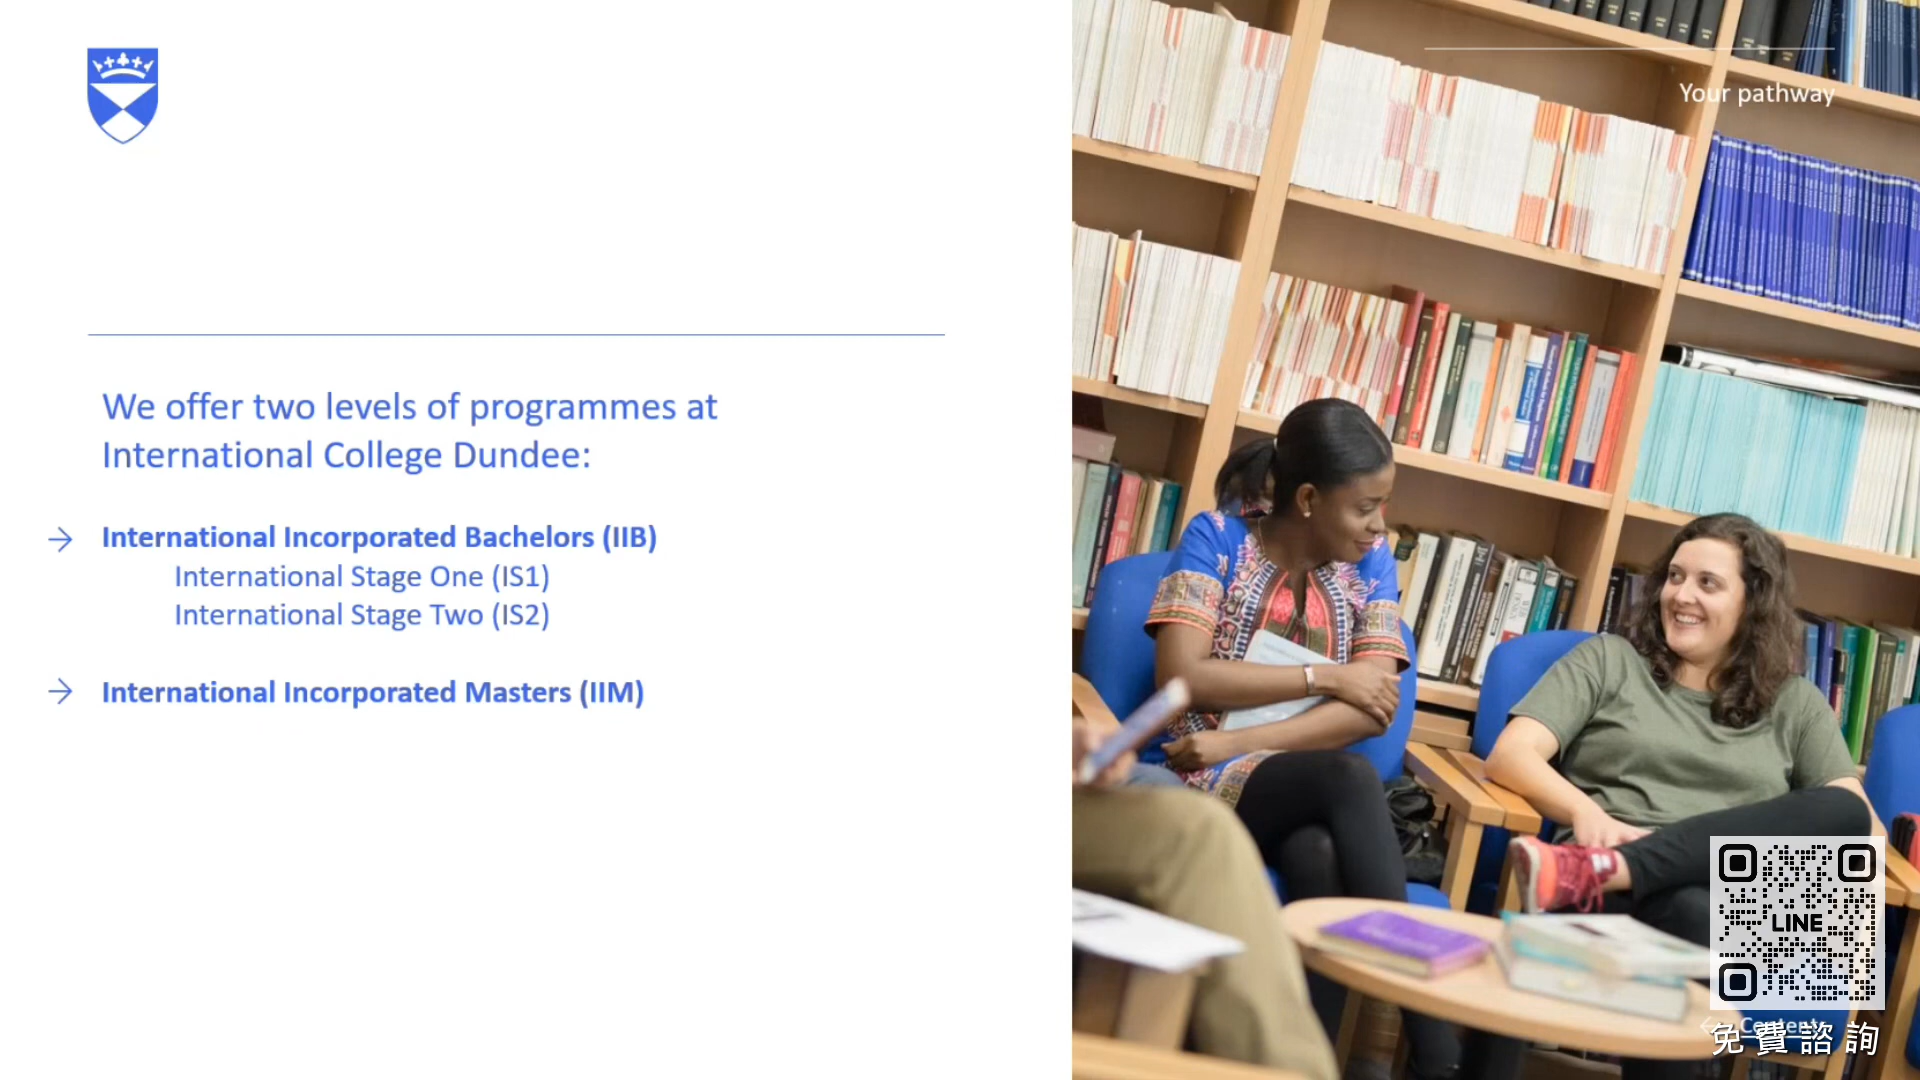 Your pathway
We offer two levels of programmes at
International College Dundee:
International Incorporated Bachelors (IIB)
International Stage One (IS1)
International Stage Two (IS2)
International Incorporated Masters (IIM)
LINE
Contents
免費諮詢